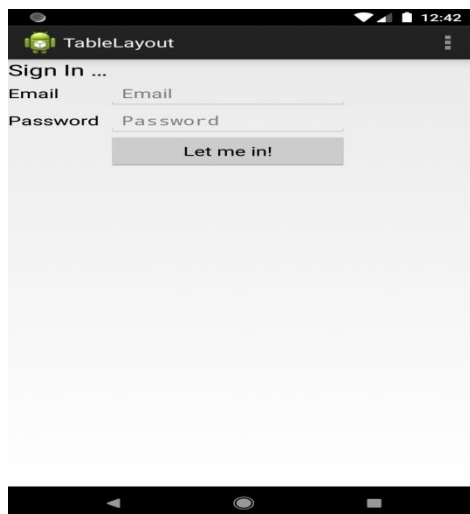 12:42
TableLayout
Sign In ...
Email Email
Password Password
Let me in!